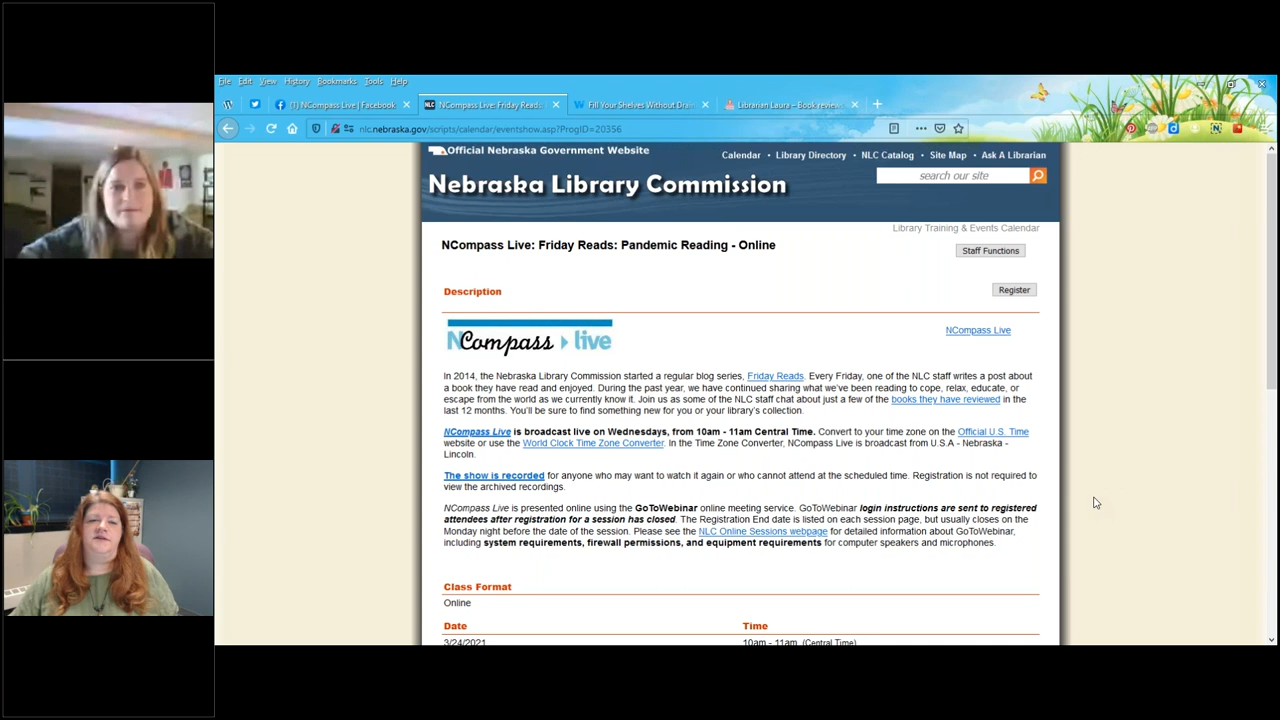 File Edit View History Bookmarks Tools Help
(1) NCompass Live | Facebook
NLC NCompass Live: Friday Reads:
Fill Your Shelves Without Drai
Librarian Laura – Book review
nlc.nebraska.gov/scripts/calendar/eventshow.asp?ProgID=20356
Official Nebraska Government Website
Calendar • Library Directory • NLC Catalog • Site Map • Ask A Librarian
Nebraska Library Commission
search our site
Library Training & Events Calendar
NCompass Live: Friday Reads: Pandemic Reading - Online
Staff Functions
Description
Register
NCompass live
NCompass Live
In 2014, the Nebraska Library Commission started a regular blog series, Friday Reads. Every Friday, one of the NLC staff writes a post about
a book they have read and enjoyed. During the past year, we have continued sharing what we've been reading to cope, relax, educate, or
escape from the world as we currently know it. Join us as some of the NLC staff chat about just a few of the books they have reviewed in the
last 12 months. You'll be sure to find something new for you or your library's collection.
NCompass Live is broadcast live on Wednesdays, from 10am - 11am Central Time. Convert to your time zone on the Official U.S. Time
website or use the World Clock Time Zone Converter. In the Time Zone Converter, NCompass Live is broadcast from U.S.A - Nebraska -
Lincoln.
The show is recorded for anyone who may want to watch it again or who cannot attend at the scheduled time. Registration is not required to
view the archived recordings.
NCompass Live is presented online using the GoToWebinar online meeting service. GoToWebinar login instructions are sent to registered
attendees after registration for a session has closed. The Registration End date is listed on each session page, but usually closes on the
Monday night before the date of the session. Please see the NLC Online Sessions webpage for detailed information about GoToWebinar,
including system requirements, firewall permissions, and equipment requirements for computer speakers and microphones.
Class Format
Online
Date Time
3/24/2021 10am - 11am (Central Time)